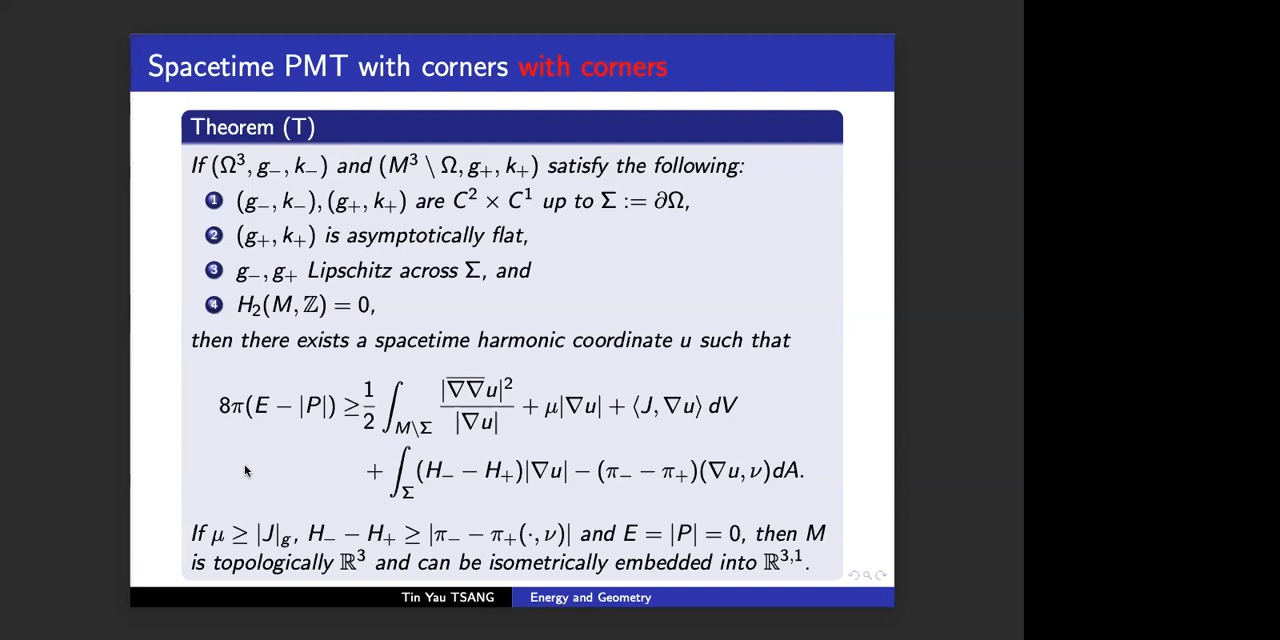 Spacetime PMT with corners with corners
Theorem (T)
If (Ω³, g₋, k₋) and (M³ \ Ω, g₊, k₊) satisfy the following:
1 (g₋, k₋), (g₊, k₊) are C² × C¹ up to Σ := ∂Ω,
2 (g₊, k₊) is asymptotically flat,
3 g₋, g₊ Lipschitz across Σ, and
4 H₂(M, ℤ) = 0,
then there exists a spacetime harmonic coordinate u such that
8π(E − |P|) ≥ 1/2 ∫_{M\Σ} |∇̅∇̅u|²/|∇u| + μ|∇u| + ⟨J, ∇u⟩ dV
+ ∫_Σ (H₋ − H₊)|∇u| − (π₋ − π₊)(∇u, ν)dA.
If μ ≥ |J|_g, H₋ − H₊ ≥ |π₋ − π₊(·, ν)| and E = |P| = 0, then M
is topologically ℝ³ and can be isometrically embedded into ℝ³,¹.
Tin Yau TSANG Energy and Geometry